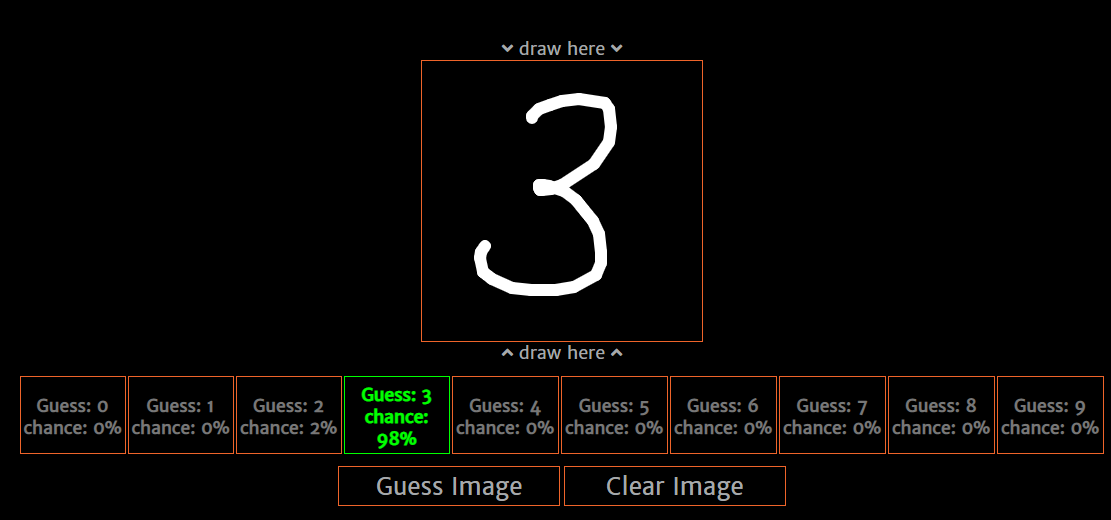 draw here
3
draw here
Guess: 0 chance: 0%
Guess: 1 chance: 0%
Guess: 2 chance: 2%
Guess: 3 chance: 98%
Guess: 4 chance: 0%
Guess: 5 chance: 0%
Guess: 6 chance: 0%
Guess: 7 chance: 0%
Guess: 8 chance: 0%
Guess: 9 chance: 0%
Guess Image
Clear Image